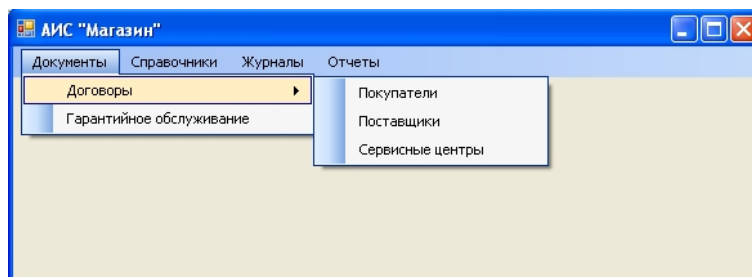 АИС "Магазин"
Документы Справочники Журналы Отчеты
Договоры
Гарантийное обслуживание
Покупатели
Поставщики
Сервисные центры